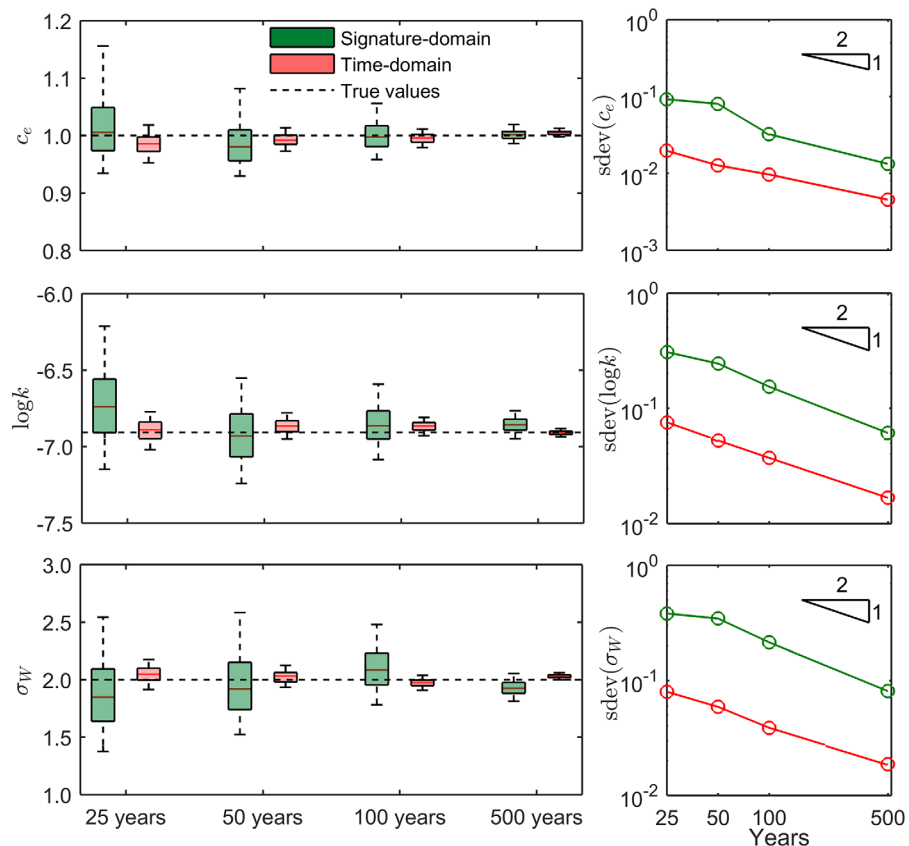 1.2
1.1
1.0
0.9
0.8
c_e
Signature-domain
Time-domain
True values
10^0
10^-1
10^-2
10^-3
sdev(c_e)
2
1
-6.0
-6.5
-7.0
-7.5
logk
10^0
10^-1
10^-2
sdev(logk)
2
1
3.0
2.5
2.0
1.5
1.0
σ_W
25 years 50 years 100 years 500 years
10^0
10^-1
10^-2
sdev(σ_W)
2
1
25 50 100 500
Years